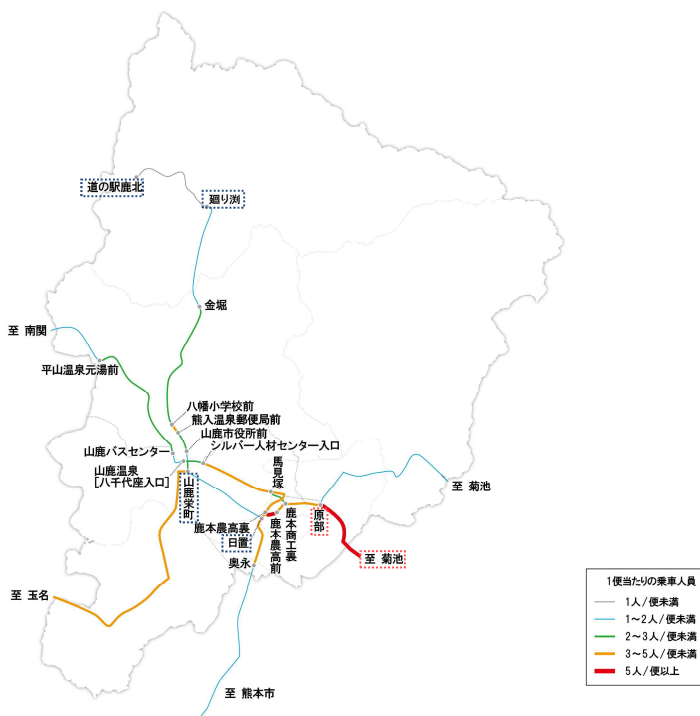 道の駅鹿北
廻り渕
金堀
至 南関
平山温泉元湯前
八幡小学校前
熊入温泉郵便局前
山鹿市役所前
シルバー人材センター入口
山鹿バスセンター
山鹿温泉
[八千代座入口]
馬見塚
山鹿栄町
至 菊池
鹿本農高裏
日置
鹿本農高前
鹿本商工裏
原部
奥永
至 菊池
至 玉名
至 熊本市
1便当たりの乗車人員
1人/便未満
1～2人/便未満
2～3人/便未満
3～5人/便未満
5人/便以上